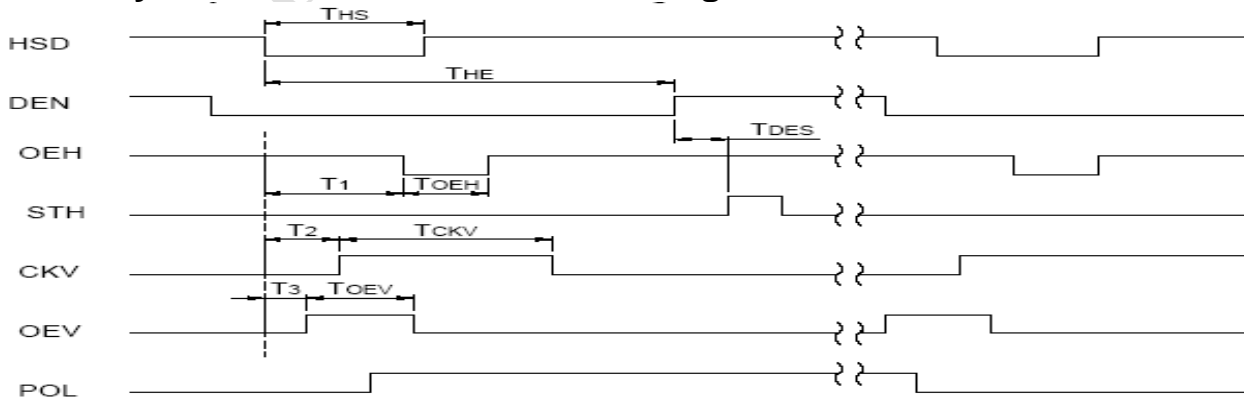 THS
HSD
THE
DEN
TDES
OEH
T1 TOEH
STH
T2 TCKV
CKV
T3 TOEV
OEV
POL